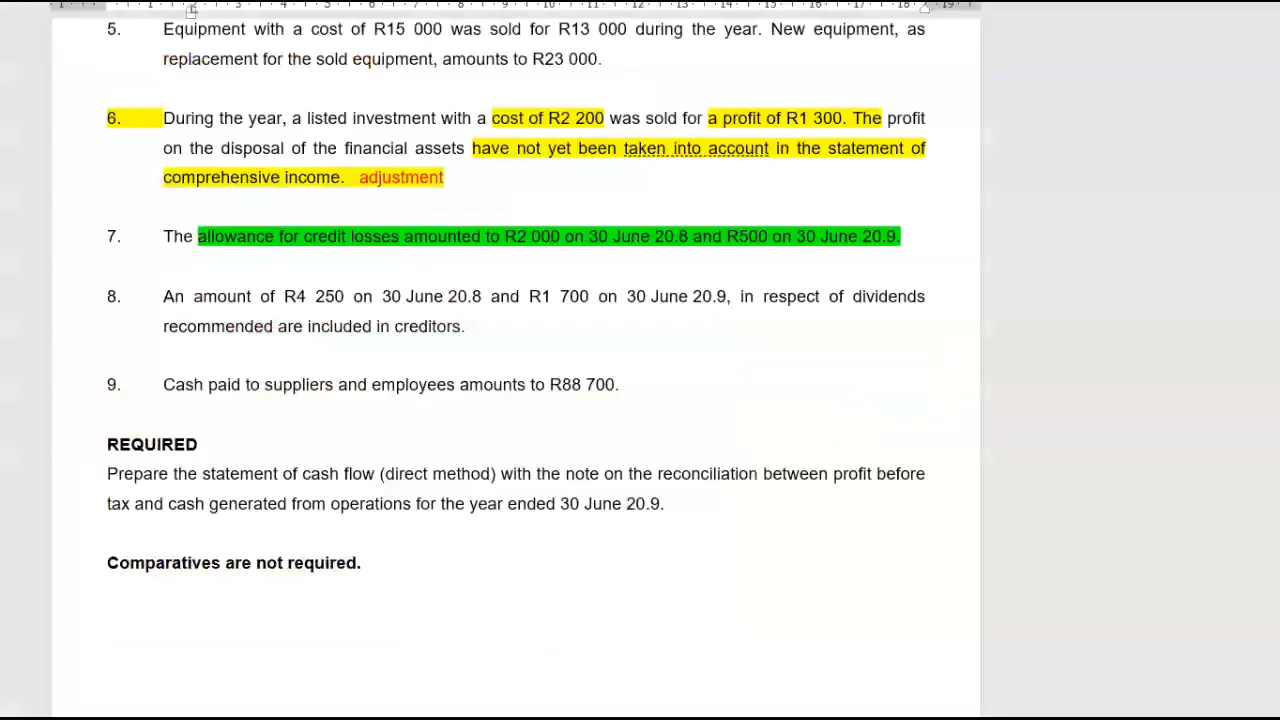 5. Equipment with a cost of R15 000 was sold for R13 000 during the year. New equipment, as
replacement for the sold equipment, amounts to R23 000.
6. During the year, a listed investment with a cost of R2 200 was sold for a profit of R1 300. The profit
on the disposal of the financial assets have not yet been taken into account in the statement of
comprehensive income. adjustment
7. The allowance for credit losses amounted to R2 000 on 30 June 20.8 and R500 on 30 June 20.9.
8. An amount of R4 250 on 30 June 20.8 and R1 700 on 30 June 20.9, in respect of dividends
recommended are included in creditors.
9. Cash paid to suppliers and employees amounts to R88 700.
REQUIRED
Prepare the statement of cash flow (direct method) with the note on the reconciliation between profit before
tax and cash generated from operations for the year ended 30 June 20.9.
Comparatives are not required.